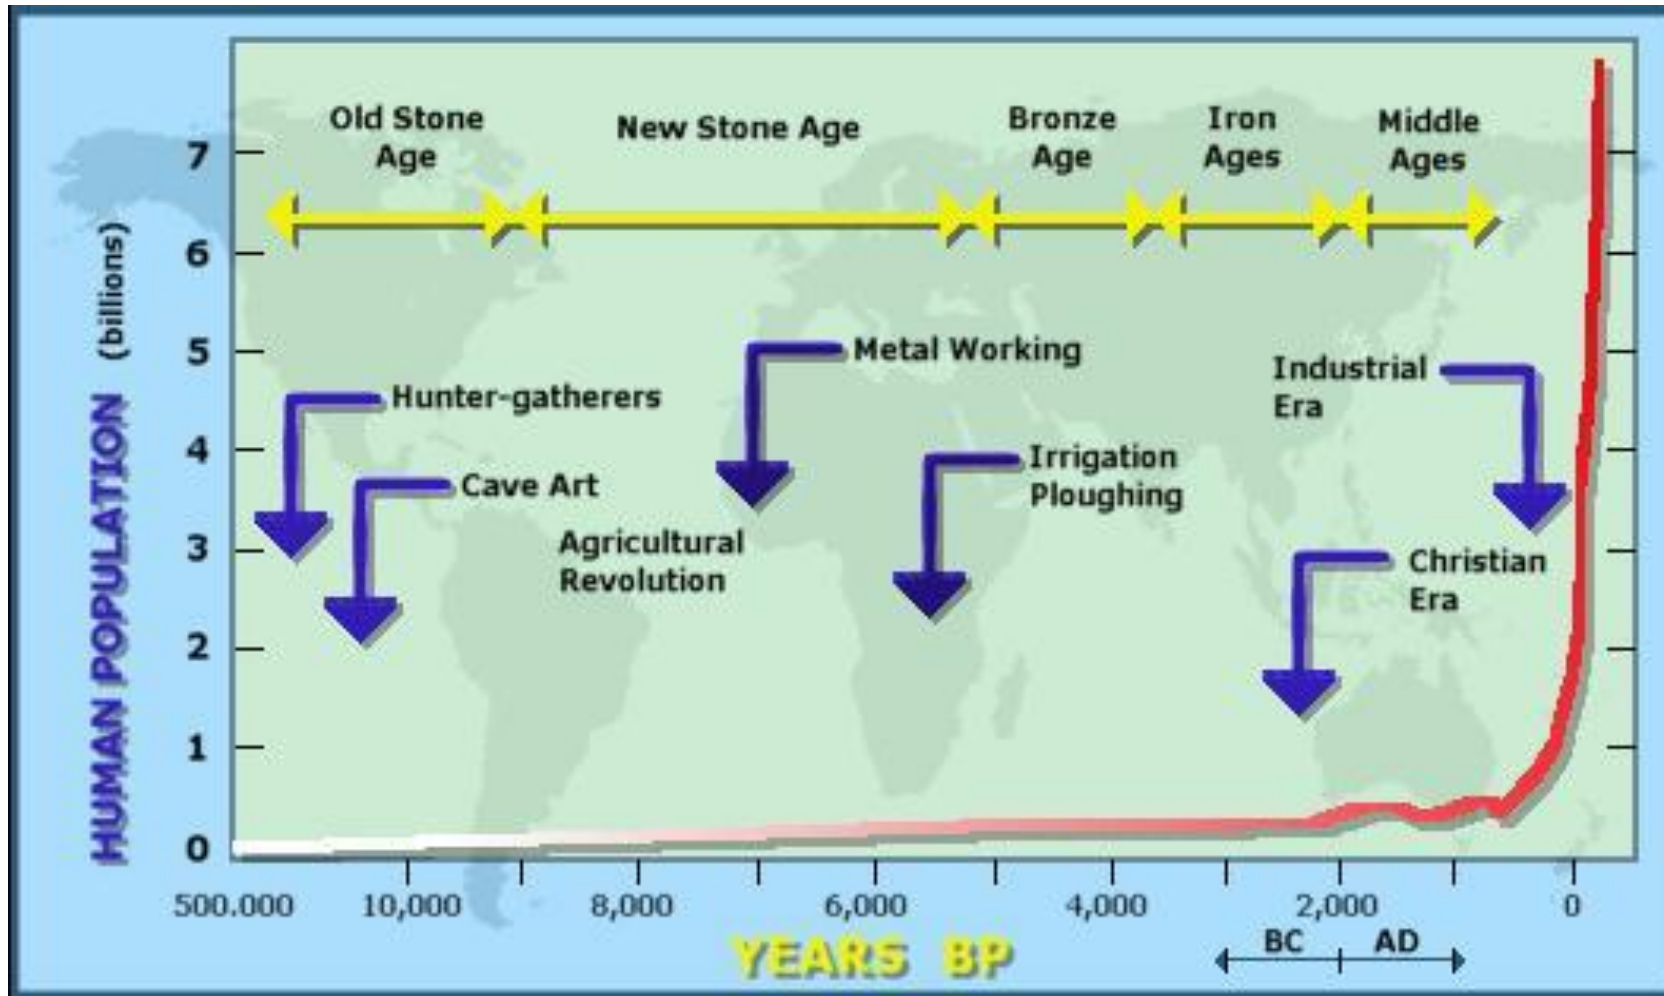 Old Stone
Age
New Stone Age
Bronze
Age
Iron
Ages
Middle
Ages
7
6
5
4
3
2
1
0
HUMAN POPULATION (billions)
Hunter-gatherers
Cave Art
Agricultural
Revolution
Metal Working
Irrigation
Ploughing
Industrial
Era
Christian
Era
500.000 10,000 8,000 6,000 4,000 2,000 0
BC AD
YEARS BP